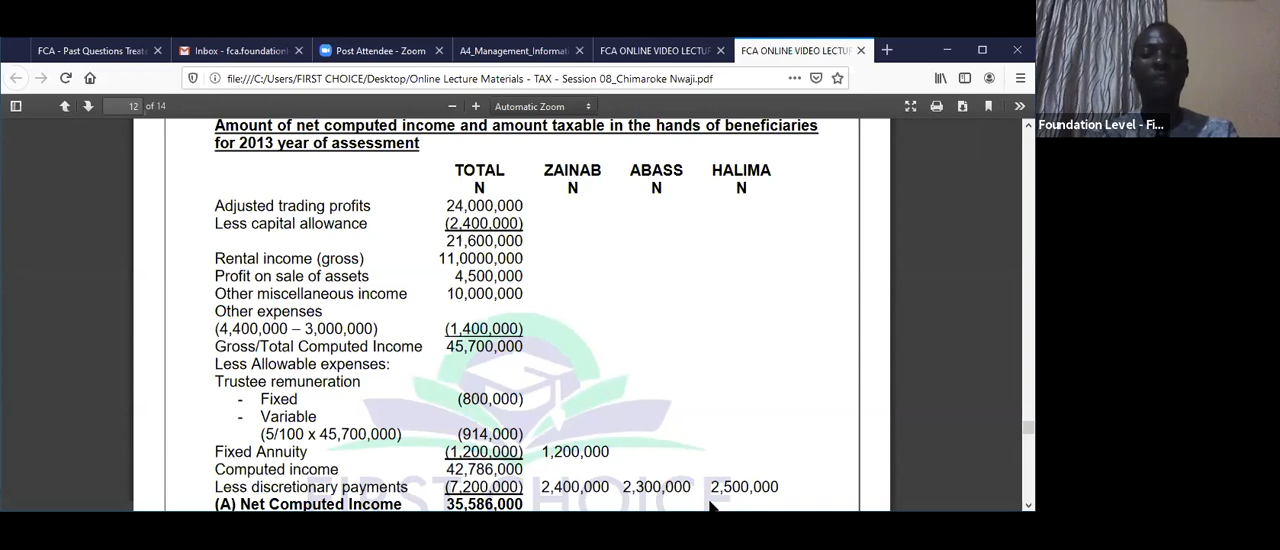 FCA - Past Questions Treat
Inbox - fca.foundation
Post Attendee - Zoom
A4_Management_Informati
FCA ONLINE VIDEO LECTUR
FCA ONLINE VIDEO LECTUR
file:///C:/Users/FIRST CHOICE/Desktop/Online Lecture Materials - TAX - Session 08_Chimaroke Nwaji.pdf
12 of 14
Automatic Zoom
Foundation Level - Fi...
Amount of net computed income and amount taxable in the hands of beneficiaries
for 2013 year of assessment
TOTAL ZAINAB ABASS HALIMA
N N N N
Adjusted trading profits 24,000,000
Less capital allowance (2,400,000)
21,600,000
Rental income (gross) 11,0000,000
Profit on sale of assets 4,500,000
Other miscellaneous income 10,000,000
Other expenses
(4,400,000 – 3,000,000) (1,400,000)
Gross/Total Computed Income 45,700,000
Less Allowable expenses:
Trustee remuneration
- Fixed (800,000)
- Variable
(5/100 x 45,700,000) (914,000)
Fixed Annuity (1,200,000) 1,200,000
Computed income 42,786,000
Less discretionary payments (7,200,000) 2,400,000 2,300,000 2,500,000
(A) Net Computed Income 35,586,000
FIRST CHOICE